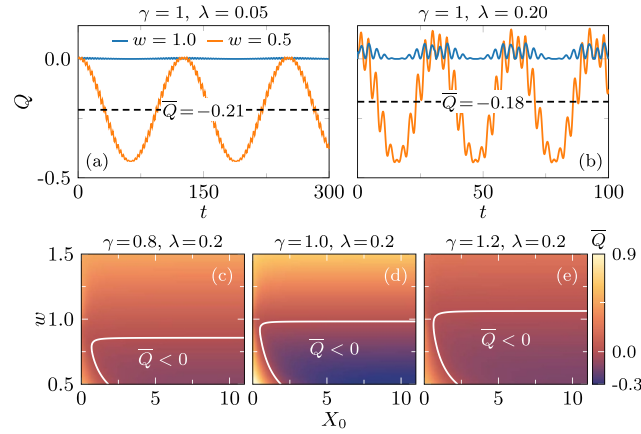 γ = 1, λ = 0.05
γ = 1, λ = 0.20
w = 1.0
w = 0.5
0.0
-0.5
Q
Q̅ = −0.21
(a)
0
150
300
t
Q̅ = −0.18
(b)
0
50
100
t
γ = 0.8, λ = 0.2
γ = 1.0, λ = 0.2
γ = 1.2, λ = 0.2
Q̅
1.5
1.0
0.5
w
(c)
Q̅ < 0
(d)
Q̅ < 0
(e)
Q̅ < 0
0.9
0.0
-0.3
0
5
10
0
5
10
0
5
10
X₀